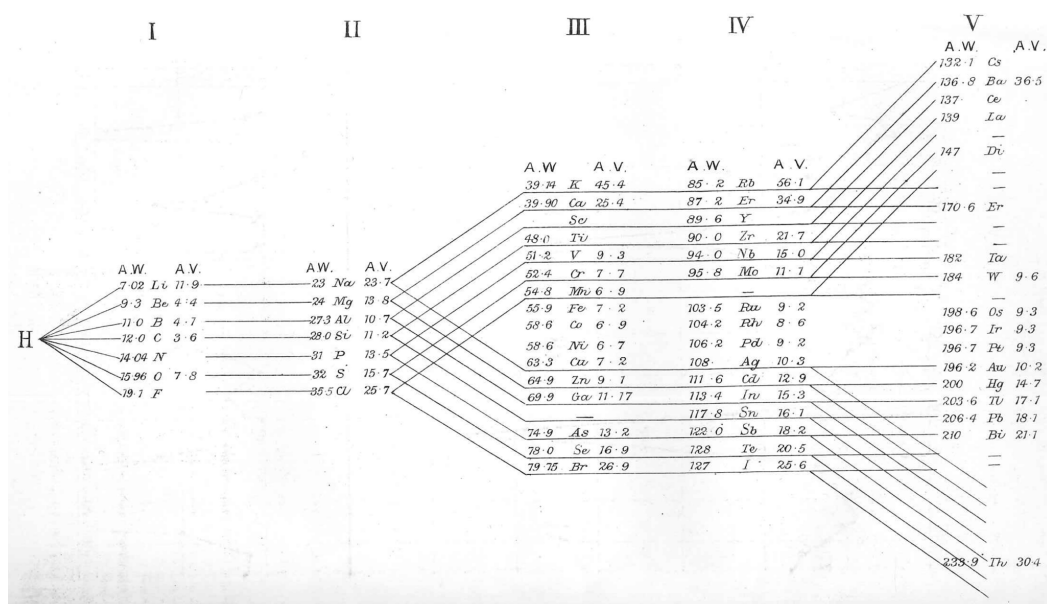 I II III IV V
A.W. A.V.
132·1 Cs
136·8 Ba 36·5
137· Ce
139 La
—
147 Di
—
—
170·6 Er
—
—
182 Ta
184 W 9·6
—
198·6 Os 9·3
196·7 Ir 9·3
196·7 Pt 9·3
196·2 Au 10·2
200 Hg 14·7
203·6 Tl 17·1
206·4 Pb 18·1
210 Bi 21·1
—
—
233·9 Th 30·4
A.W A.V. A.W. A.V.
39·14 K 45·4 85·2 Rb 56·1
39·90 Ca 25·4 87·2 Er 34·9
Sc 89·6 Y
48·0 Ti 90·0 Zr 21·7
51·2 V 9·3 94·0 Nb 15·0
52·4 Cr 7·7 95·8 Mo 11·1
54·8 Mn 6·9 —
55·9 Fe 7·2 103·5 Ru 9·2
58·6 Co 6·9 104·2 Rh 8·6
58·6 Ni 6·7 106·2 Pd 9·2
63·3 Cu 7·2 108· Ag 10·3
64·9 Zn 9·1 111·6 Cd 12·9
69·9 Ga 11·17 113·4 In 15·3
— 117·8 Sn 16·1
74·9 As 13·2 122·0 Sb 18·2
78·0 Se 16·9 128 Te 20·5
79·75 Br 26·9 127 I 25·6
A.W. A.V. A.W. A.V.
7·02 Li 11·9 23 Na 23·7
9·3 Be 4·4 24 Mg 13·8
11·0 B 4·1 27·3 Al 10·7
H 12·0 C 3·6 28·0 Si 11·2
14·04 N 31 P 13·5
15·96 O 7·8 32 S 15·7
19·1 F 35·5 Cl 25·7